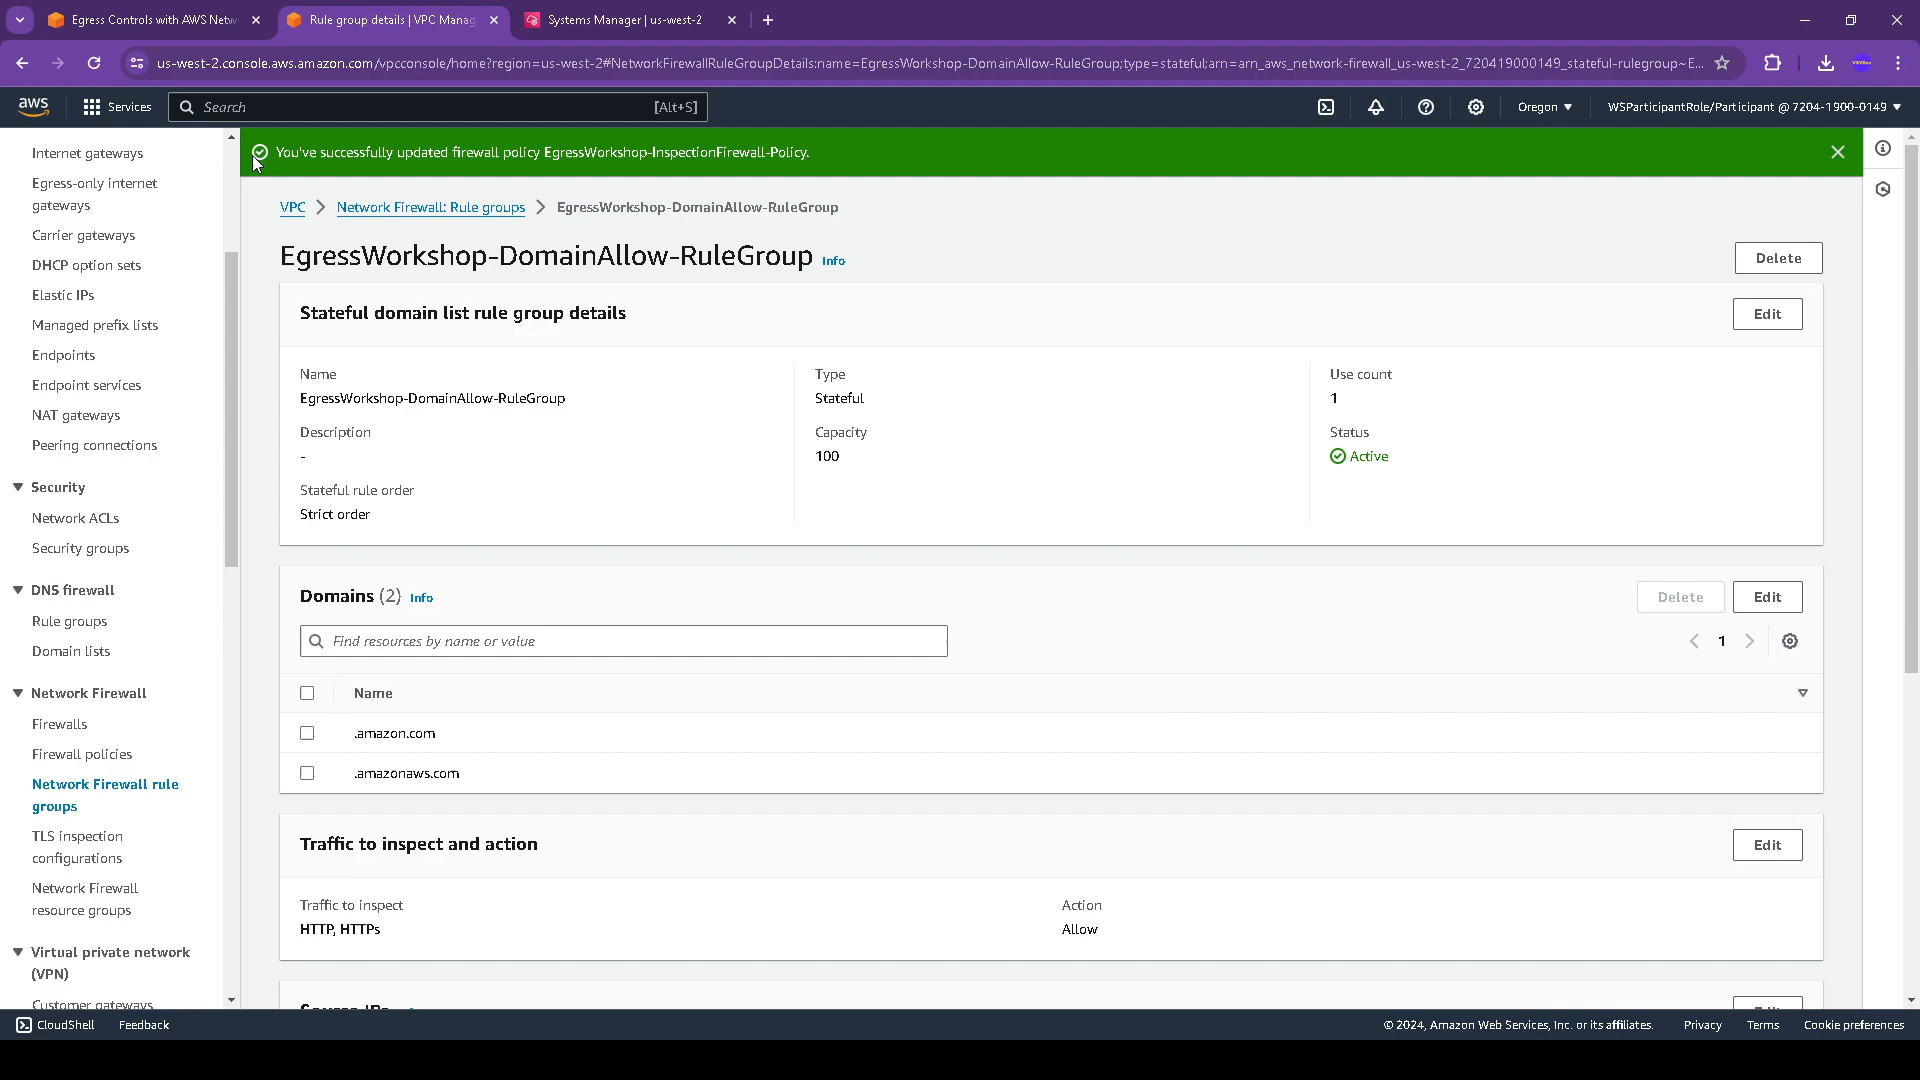 Egress Controls with AWS Netw
Rule group details | VPC Manag
Systems Manager | us-west-2
us-west-2.console.aws.amazon.com/vpcconsole/home?region=us-west-2#NetworkFirewallRuleGroupDetails:name=EgressWorkshop-DomainAllow-RuleGroup;type=stateful;arn=arn_aws_network-firewall_us-west-2_720419000149_stateful-rulegroup~E...
aws
Services
Search
[Alt+S]
Oregon
WSParticipantRole/Participant @ 7204-1900-0149
Internet gateways
Egress-only internet
gateways
Carrier gateways
DHCP option sets
Elastic IPs
Managed prefix lists
Endpoints
Endpoint services
NAT gateways
Peering connections
Security
Network ACLs
Security groups
DNS firewall
Rule groups
Domain lists
Network Firewall
Firewalls
Firewall policies
Network Firewall rule
groups
TLS inspection
configurations
Network Firewall
resource groups
Virtual private network
(VPN)
Customer gateways
You've successfully updated firewall policy EgressWorkshop-InspectionFirewall-Policy.
VPC > Network Firewall: Rule groups > EgressWorkshop-DomainAllow-RuleGroup
EgressWorkshop-DomainAllow-RuleGroup Info
Delete
Stateful domain list rule group details
Edit
Name
EgressWorkshop-DomainAllow-RuleGroup
Description
-
Stateful rule order
Strict order
Type
Stateful
Capacity
100
Use count
1
Status
Active
Domains (2) Info
Delete
Edit
Find resources by name or value
1
Name
.amazon.com
.amazonaws.com
Traffic to inspect and action
Edit
Traffic to inspect
HTTP, HTTPs
Action
Allow
CloudShell
Feedback
© 2024, Amazon Web Services, Inc. or its affiliates.
Privacy
Terms
Cookie preferences